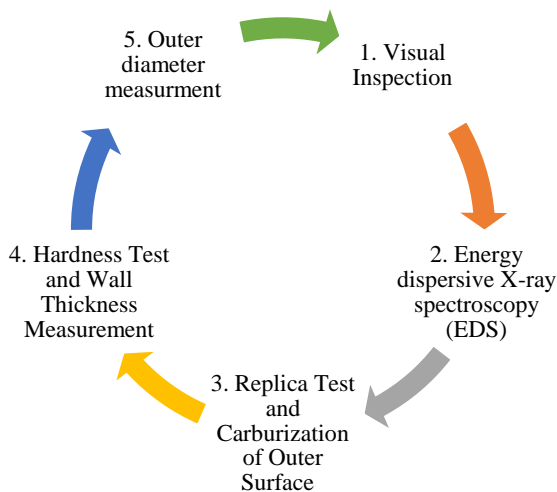 1. Visual
Inspection
2. Energy
dispersive X-ray
spectroscopy
(EDS)
3. Replica Test
and
Carburization
of Outer
Surface
4. Hardness Test
and Wall
Thickness
Measurement
5. Outer
diameter
measurment